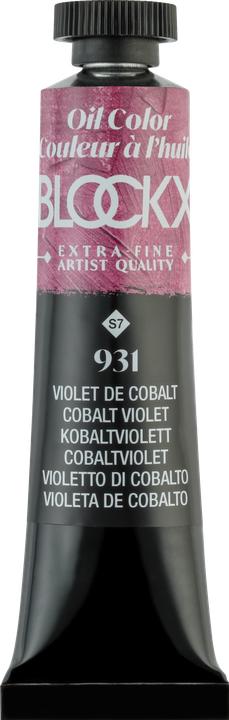 Oil Color
Couleur à l'huile
BLOCKX
EXTRA-FINE
ARTIST QUALITY
S7
931
VIOLET DE COBALT
COBALT VIOLET
KOBALTVIOLETT
COBALTVIOLET
VIOLETTO DI COBALTO
VIOLETA DE COBALTO